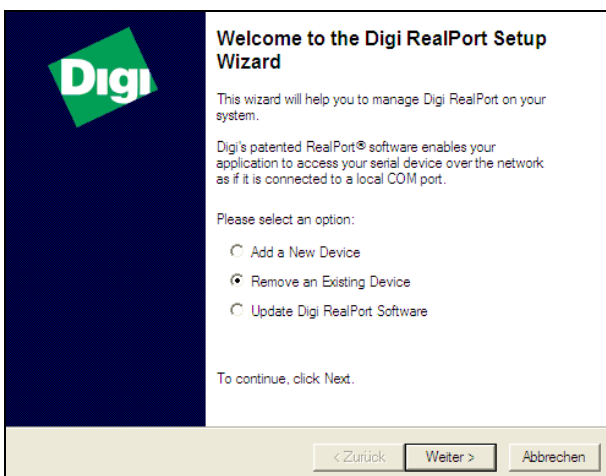 Digi
Welcome to the Digi RealPort Setup
Wizard
This wizard will help you to manage Digi RealPort on your
system.
Digi's patented RealPort® software enables your
application to access your serial device over the network
as if it is connected to a local COM port.
Please select an option:
Add a New Device
Remove an Existing Device
Update Digi RealPort Software
To continue, click Next.
< Zurück
Weiter >
Abbrechen